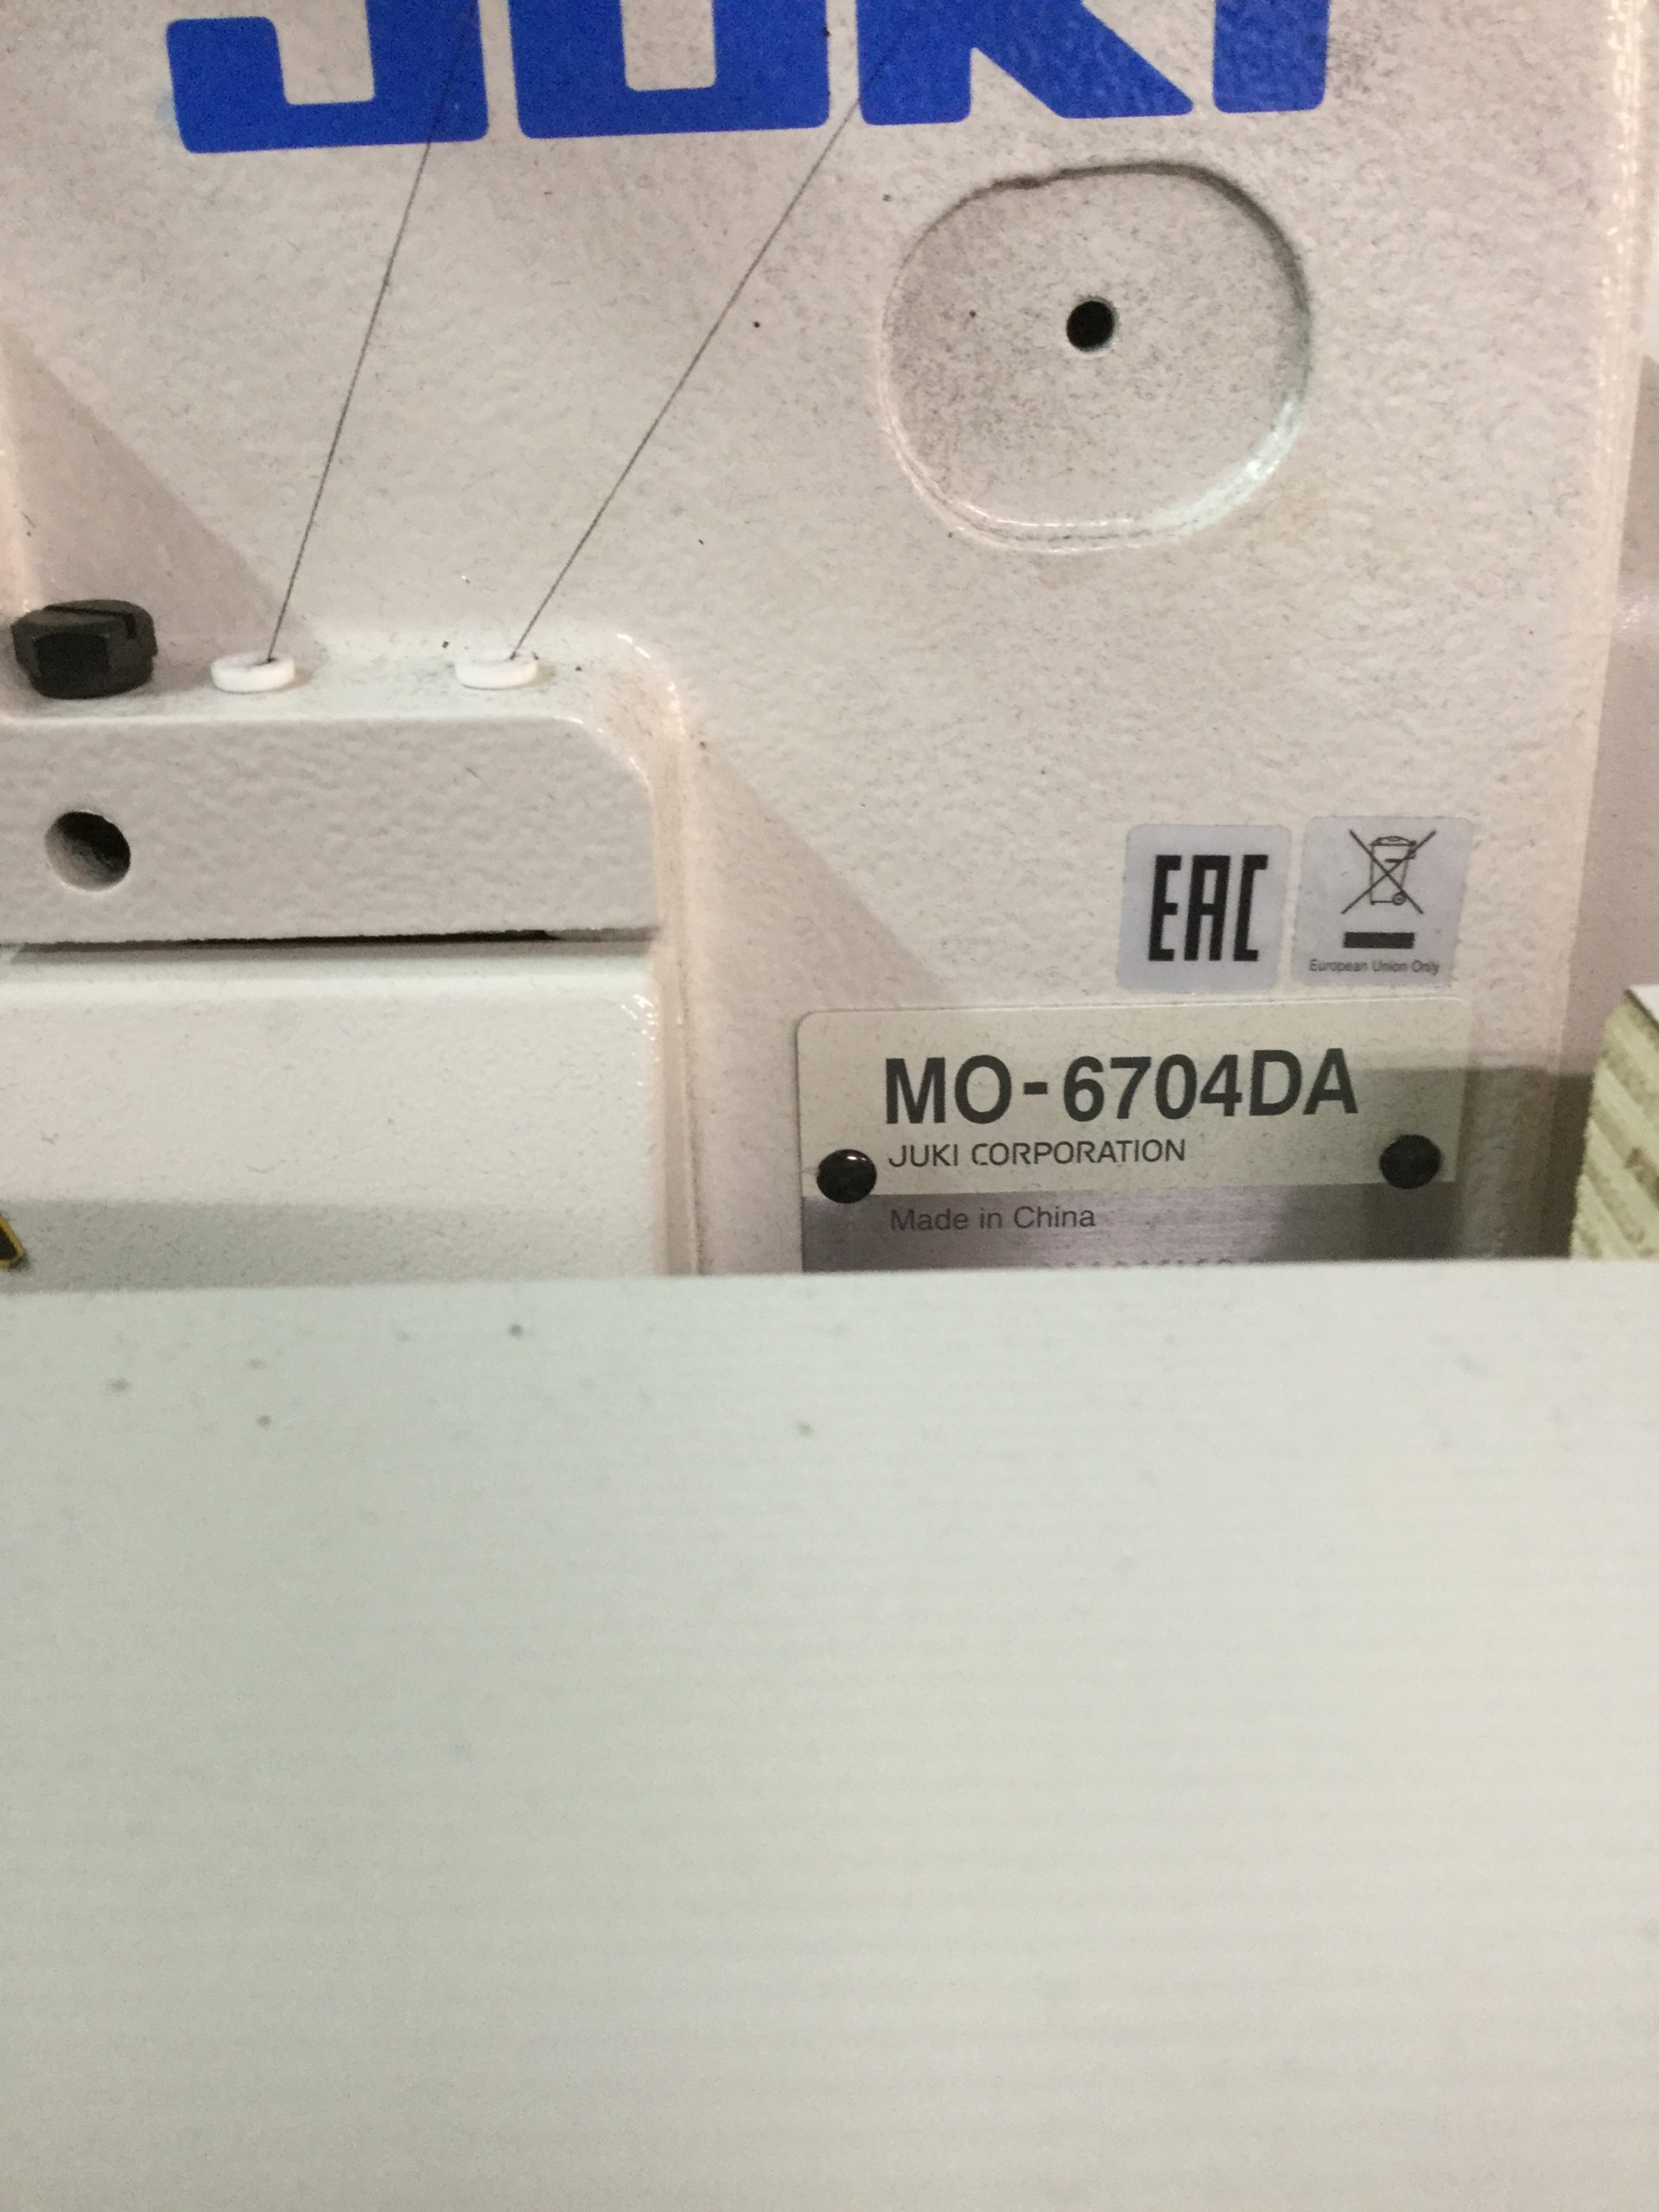 JUKI
EAC
European Union Only
MO-6704DA
JUKI CORPORATION
Made in China